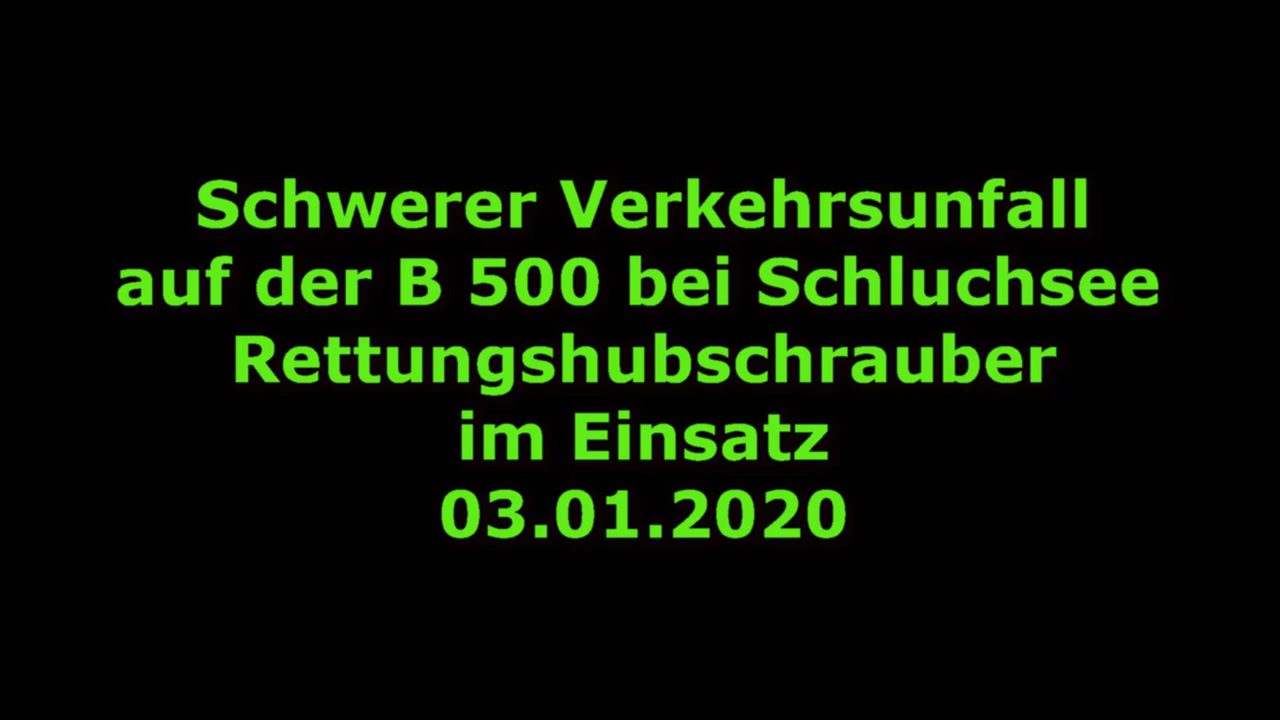 Schwerer Verkehrsunfall
auf der B 500 bei Schluchsee
Rettungshubschrauber
im Einsatz
03.01.2020